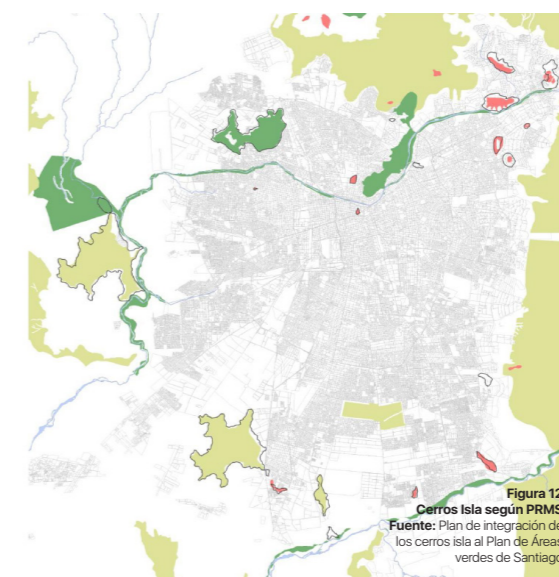 Figura 12
Cerros Isla según PRMS
Fuente: Plan de integración de
los cerros isla al Plan de Áreas
verdes de Santiago